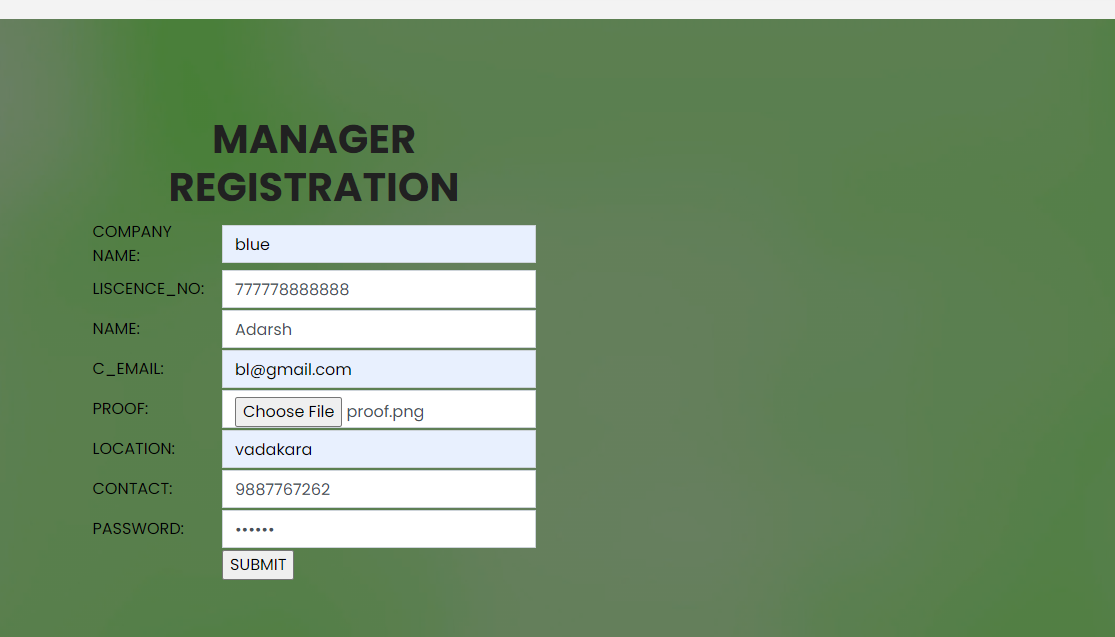 MANAGER
REGISTRATION
COMPANY
NAME:
blue
LISCENCE_NO:
777778888888
NAME:
Adarsh
C_EMAIL:
bl@gmail.com
PROOF:
Choose File proof.png
LOCATION:
vadakara
CONTACT:
9887767262
PASSWORD:
••••••
SUBMIT